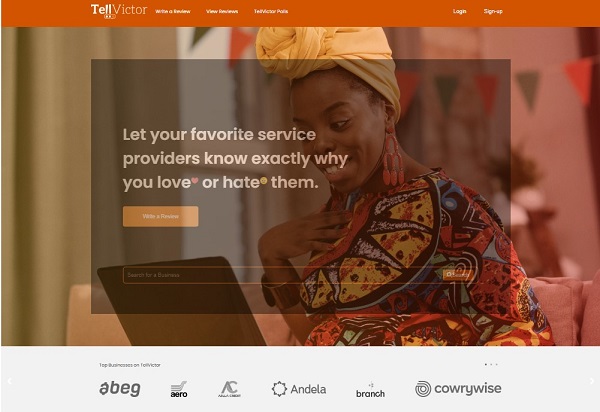 TellVictor
Write a Review View Reviews TellVictor Polls Login Sign-up
Let your favorite service
providers know exactly why
you love or hate them.
Write a Review
Search for a Business
Top Businesses on TellVictor
abeg
aero
CREDIT
Andela
branch
cowrywise